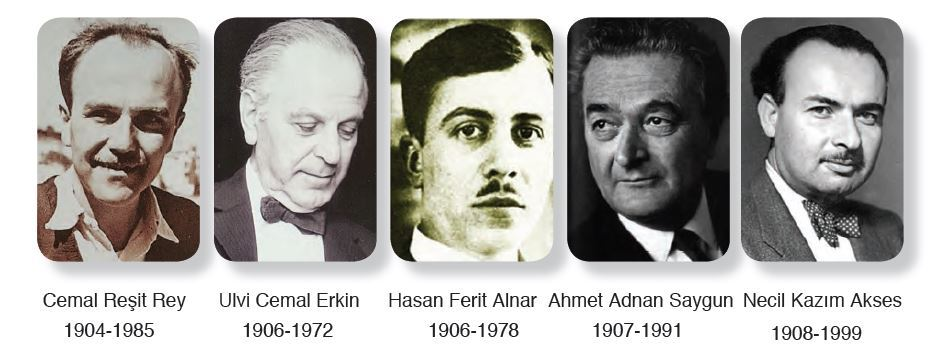 Cemal Reşit Rey
1904-1985
Ulvi Cemal Erkin
1906-1972
Hasan Ferit Alnar
1906-1978
Ahmet Adnan Saygun
1907-1991
Necil Kazım Akses
1908-1999